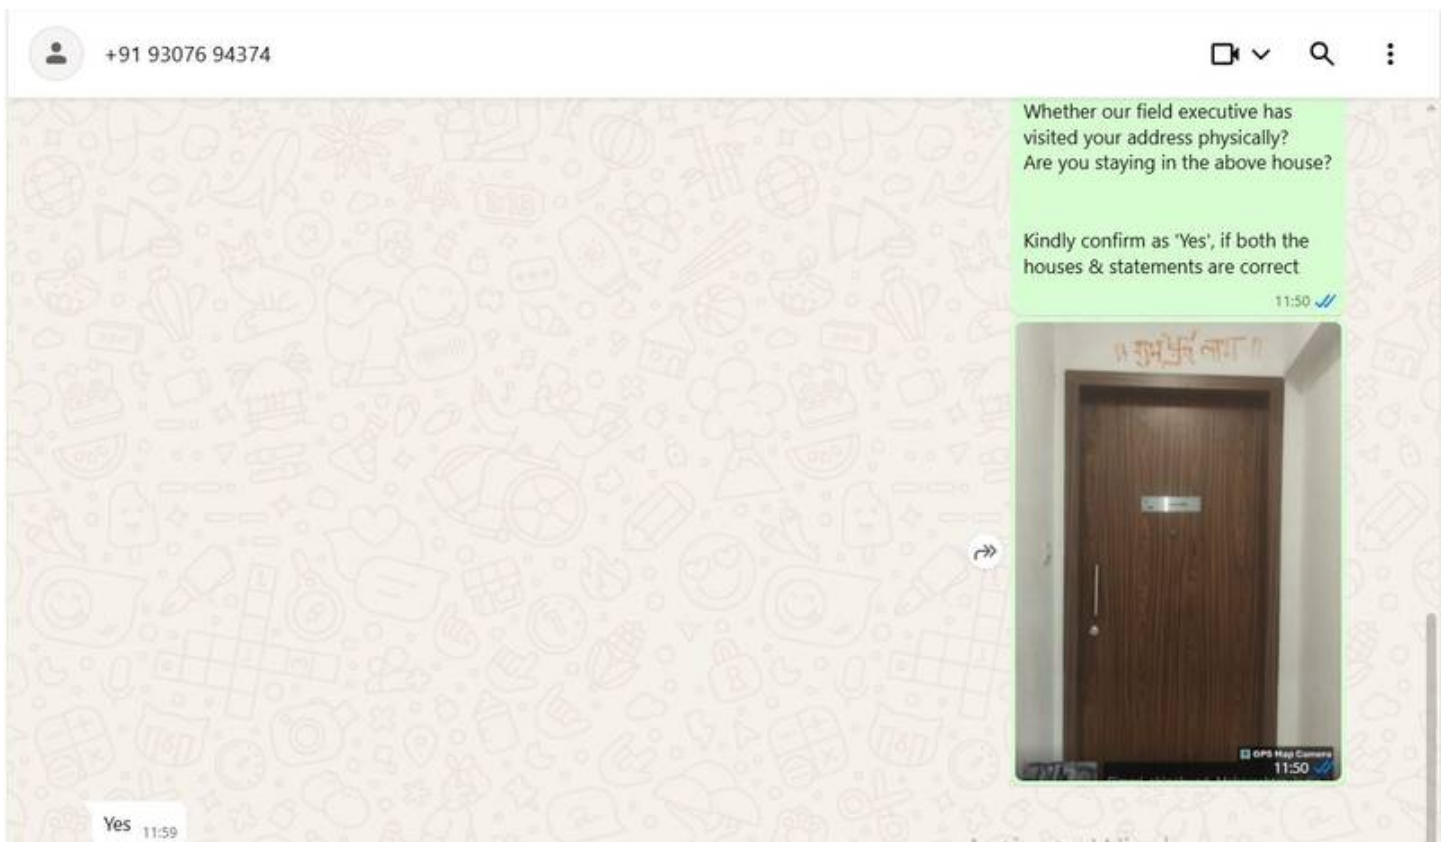 +91 93076 94374
Whether our field executive has
visited your address physically?
Are you staying in the above house?
Kindly confirm as 'Yes', if both the
houses & statements are correct
11:50
॥ शुभ लाभ ॥
GPS Map Camera
11:50
Yes 11:59